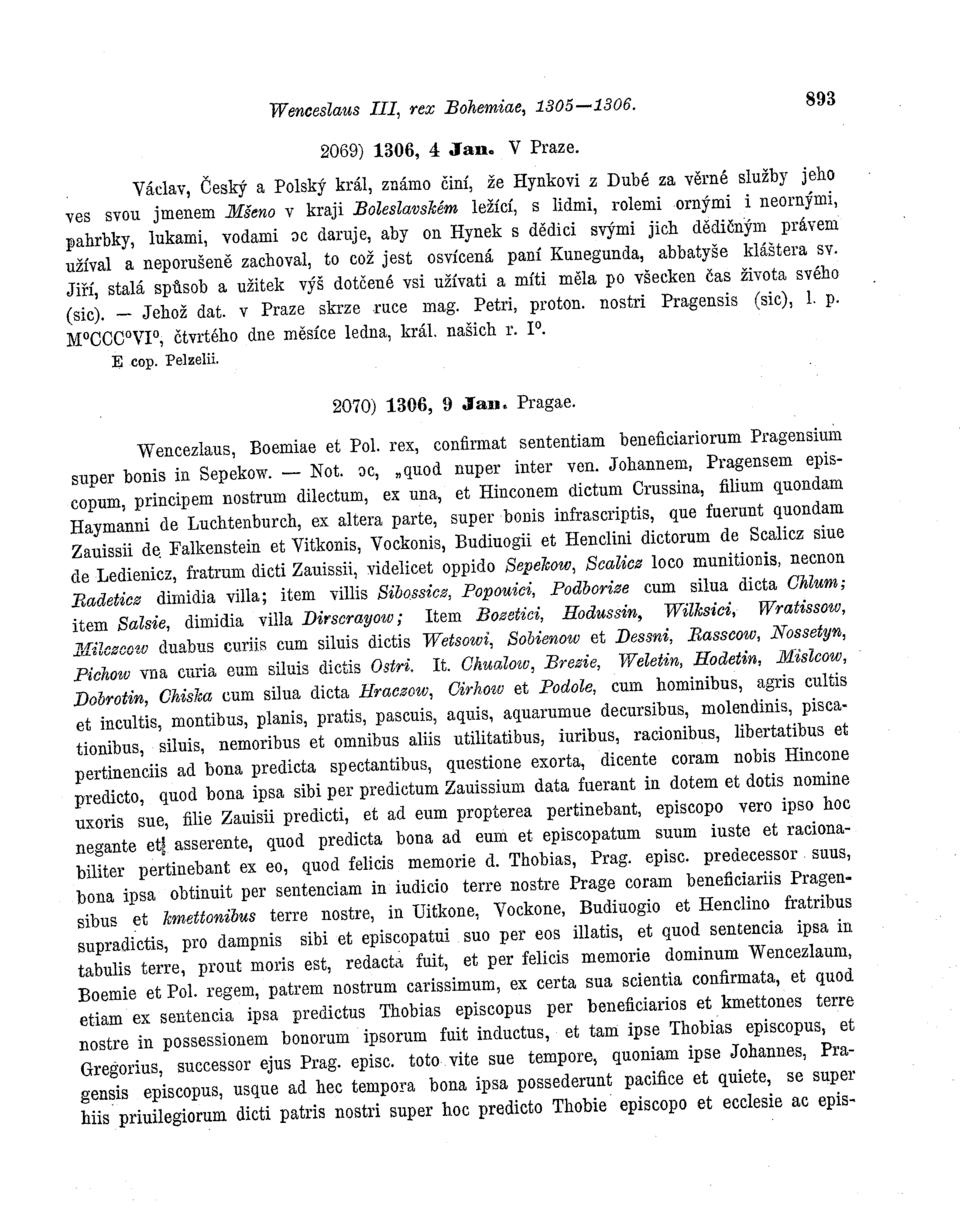 Wenceslaus III, rex Bohemiae, 1305—1306.
893
2069) 1306, 4 Jan. V Praze.
Václav, Český a Polský král, známo činí, že Hynkovi z Dubé za věrné služby jeho
ves svou jmenem Mšeno v kraji Boleslavském ležící, s lidmi, rolemi ornými i neornými,
pahrbky, lukami, vodami ɔc daruje, aby on Hynek s dědici svými jich dědičným právem
užíval a neporušeně zachoval, to což jest osvícená paní Kunegunda, abbatyše kláštera sv.
Jiří, stalá spůsob a užitek výš dotčené vsi užívati a míti měla po všecken čas života svého
(sic). — Jehož dat. v Praze skrze ruce mag. Petri, proton. nostri Pragensis (sic), l. p.
M⁰CCC⁰VI⁰, čtvrtého dne měsíce ledna, král. našich r. I⁰.
E cop. Pelzelii.
2070) 1306, 9 Jan. Pragae.
Wencezlaus, Boemiae et Pol. rex, confirmat sententiam beneficiariorum Pragensium
super bonis in Sepekow. — Not. ɔc, „quod nuper inter ven. Johannem, Pragensem epis-
copum, principem nostrum dilectum, ex una, et Hinconem dictum Crussina, filium quondam
Haymanni de Luchtenburch, ex altera parte, super bonis infrascriptis, que fuerunt quondam
Zauissii de Falkenstein et Vitkonis, Vockonis, Budiuogii et Henclini dictorum de Scalicz siue
de Ledienicz, fratrum dicti Zauissii, videlicet oppido Sepekow, Scalicz loco munitionis, necnon
Radeticz dimidia villa; item villis Sibossicz, Popouici, Podborize cum silua dicta Chlum;
item Salsie, dimidia villa Dirscrayow; Item Bozetici, Hodussin, Wilksici, Wratissow,
Milczcow duabus curiis cum siluis dictis Wetsowi, Sobienow et Dessni, Rasscow, Nossetyn,
Pichow vna curia eum siluis dictis Ostri. It. Chualow, Brezie, Weletin, Hodetin, Mislcow,
Dobrotin, Chiska cum silua dicta Hraczow, Cirhow et Podole, cum hominibus, agris cultis
et incultis, montibus, planis, pratis, pascuis, aquis, aquarumue decursibus, molendinis, pisca-
tionibus, siluis, nemoribus et omnibus aliis utilitatibus, iuribus, racionibus, libertatibus et
pertinenciis ad bona predicta spectantibus, questione exorta, dicente coram nobis Hincone
predicto, quod bona ipsa sibi per predictum Zauissium data fuerant in dotem et dotis nomine
uxoris sue, filie Zauisii predicti, et ad eum propterea pertinebant, episcopo vero ipso hoc
negante et asserente, quod predicta bona ad eum et episcopatum suum iuste et raciona-
biliter pertinebant ex eo, quod felicis memorie d. Thobias, Prag. episc. predecessor suus,
bona ipsa obtinuit per sentenciam in iudicio terre nostre Prage coram beneficiariis Pragen-
sibus et kmettonibus terre nostre, in Uitkone, Vockone, Budiuogio et Henclino fratribus
supradictis, pro dampnis sibi et episcopatui suo per eos illatis, et quod sentencia ipsa in
tabulis terre, prout moris est, redacta fuit, et per felicis memorie dominum Wencezlaum,
Boemie et Pol. regem, patrem nostrum carissimum, ex certa sua scientia confirmata, et quod
etiam ex sentencia ipsa predictus Thobias episcopus per beneficiarios et kmettones terre
nostre in possessionem bonorum ipsorum fuit inductus, et tam ipse Thobias episcopus, et
Gregorius, successor ejus Prag. episc. toto vite sue tempore, quoniam ipse Johannes, Pra-
gensis episcopus, usque ad hec tempora bona ipsa possederunt pacifice et quiete, se super
hiis priuilegiorum dicti patris nostri super hoc predicto Thobie episcopo et ecclesie ac epis-